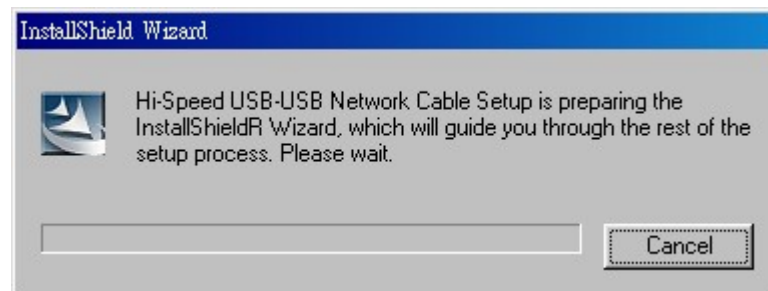 InstallShield Wizard
Hi-Speed USB-USB Network Cable Setup is preparing the
InstallShieldR Wizard, which will guide you through the rest of the
setup process. Please wait.
Cancel